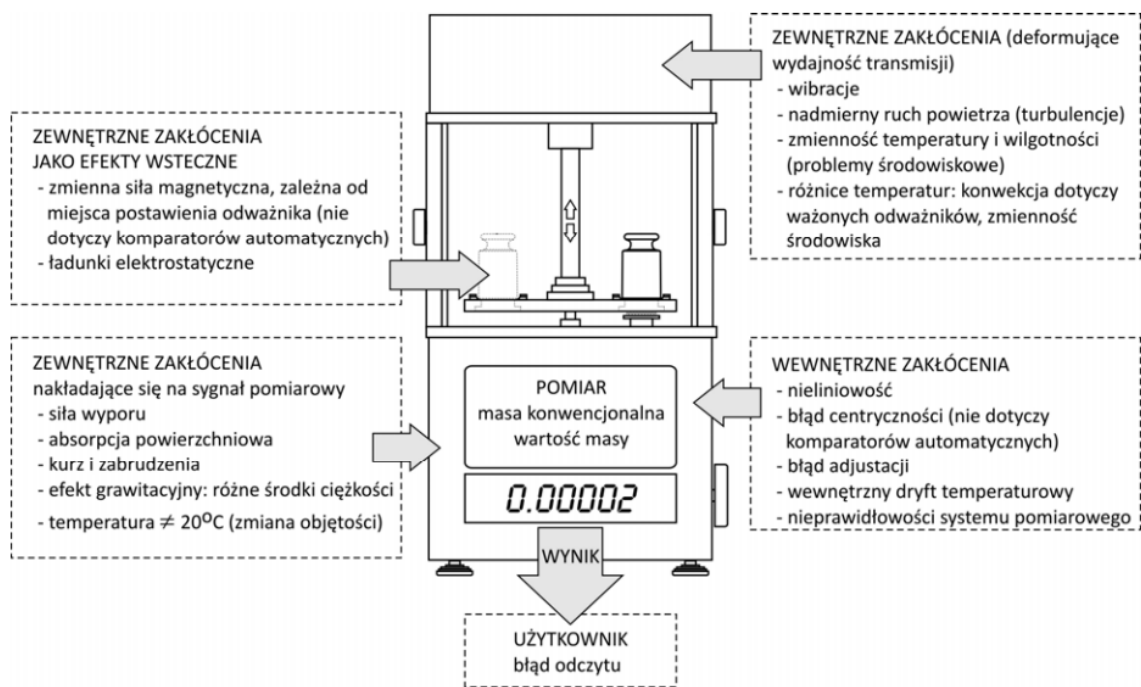 ZEWNĘTRZNE ZAKŁÓCENIA
JAKO EFEKTY WSTECZNE
- zmienna siła magnetyczna, zależna od
miejsca postawienia odważnika (nie
dotyczy komparatorów automatycznych)
- ładunki elektrostatyczne
ZEWNĘTRZNE ZAKŁÓCENIA (deformujące
wydajność transmisji)
- wibracje
- nadmierny ruch powietrza (turbulencje)
- zmienność temperatury i wilgotności
(problemy środowiskowe)
- różnice temperatur: konwekcja dotyczy
ważonych odważników, zmienność
środowiska
ZEWNĘTRZNE ZAKŁÓCENIA
nakładające się na sygnał pomiarowy
- siła wyporu
- absorpcja powierzchniowa
- kurz i zabrudzenia
- efekt grawitacyjny: różne środki ciężkości
- temperatura ≠ 20°C (zmiana objętości)
POMIAR
masa konwencjonalna
wartość masy
0.00002
WEWNĘTRZNE ZAKŁÓCENIA
- nieliniowość
- błąd centryczności (nie dotyczy
komparatorów automatycznych)
- błąd adjustacji
- wewnętrzny dryft temperaturowy
- nieprawidłowości systemu pomiarowego
WYNIK
UŻYTKOWNIK
błąd odczytu